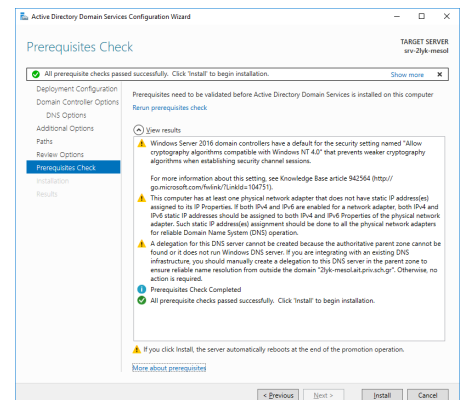 Active Directory Domain Services Configuration Wizard
Prerequisites Check
TARGET SERVER
srv-2lyk-mesol
All prerequisite checks passed successfully. Click 'Install' to begin installation.
Show more
Deployment Configuration
Domain Controller Options
DNS Options
Additional Options
Paths
Review Options
Prerequisites Check
Installation
Results
Prerequisites need to be validated before Active Directory Domain Services is installed on this computer
Rerun prerequisites check
View results
Windows Server 2016 domain controllers have a default for the security setting named "Allow
cryptography algorithms compatible with Windows NT 4.0" that prevents weaker cryptography
algorithms when establishing security channel sessions.
For more information about this setting, see Knowledge Base article 942564 (http://
go.microsoft.com/fwlink/?LinkId=104751).
This computer has at least one physical network adapter that does not have static IP address(es)
assigned to its IP Properties. If both IPv4 and IPv6 are enabled for a network adapter, both IPv4 and
IPv6 static IP addresses should be assigned to both IPv4 and IPv6 Properties of the physical network
adapter. Such static IP address(es) assignment should be done to all the physical network adapters
for reliable Domain Name System (DNS) operation.
A delegation for this DNS server cannot be created because the authoritative parent zone cannot be
found or it does not run Windows DNS server. If you are integrating with an existing DNS
infrastructure, you should manually create a delegation to this DNS server in the parent zone to
ensure reliable name resolution from outside the domain "2lyk-mesol.ait.priv.sch.gr". Otherwise, no
action is required.
Prerequisites Check Completed
All prerequisite checks passed successfully. Click 'Install' to begin installation.
If you click Install, the server automatically reboots at the end of the promotion operation.
More about prerequisites
< Previous
Next >
Install
Cancel